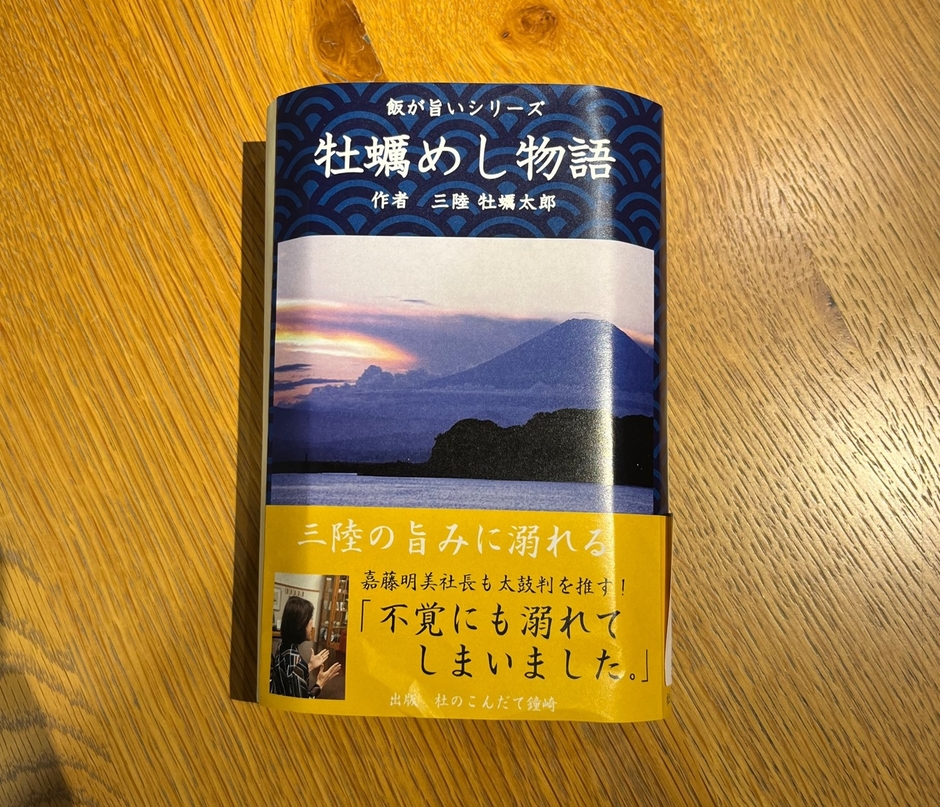 飯が旨いシリーズ
牡蠣めし物語
作者 三陸 牡蠣太郎
三陸の旨みに溺れる
嘉藤明美社長も太鼓判を推す！
「不覚にも溺れて
しまいました。」
出版 杜のこんだて鐘崎